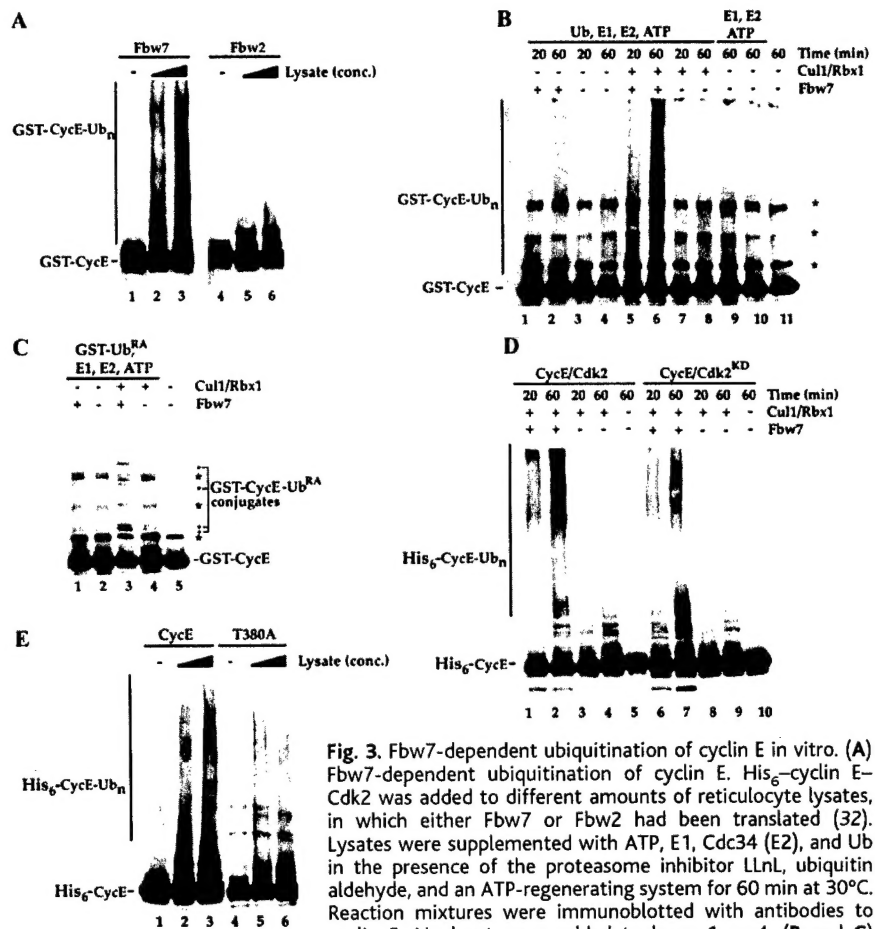 A
Fbw7 Fbw2
- - Lysate (conc.)
GST-CycE-Ubn
GST-CycE-
1 2 3 4 5 6
B
Ub, E1, E2, ATP E1, E2 ATP
20 60 20 60 20 60 20 60 60 60 60 Time (min)
- - - - + + + + - - - Cul1/Rbx1
+ + - - + + - - - - - Fbw7
GST-CycE-Ubn
*
*
*
GST-CycE -
1 2 3 4 5 6 7 8 9 10 11
C
GST-Ub,RA
E1, E2, ATP
- - + + - Cul1/Rbx1
+ - + - - Fbw7
GST-CycE-UbRA
conjugates
-GST-CycE
1 2 3 4 5
D
CycE/Cdk2 CycE/Cdk2KD
20 60 20 60 60 20 60 20 60 60 Time (min)
+ + + + - + + + + - Cul1/Rbx1
+ + - - - + + - - - Fbw7
His6-CycE-Ubn
His6-CycE-
1 2 3 4 5 6 7 8 9 10
E
CycE T380A
- - Lysate (conc.)
His6-CycE-Ubn
His6-CycE-
1 2 3 4 5 6
Fig. 3. Fbw7-dependent ubiquitination of cyclin E in vitro. (A)
Fbw7-dependent ubiquitination of cyclin E. His6–cyclin E–
Cdk2 was added to different amounts of reticulocyte lysates,
in which either Fbw7 or Fbw2 had been translated (32).
Lysates were supplemented with ATP, E1, Cdc34 (E2), and Ub
in the presence of the proteasome inhibitor LLnL, ubiquitin
aldehyde, and an ATP-regenerating system for 60 min at 30°C.
Reaction mixtures were immunoblotted with antibodies to